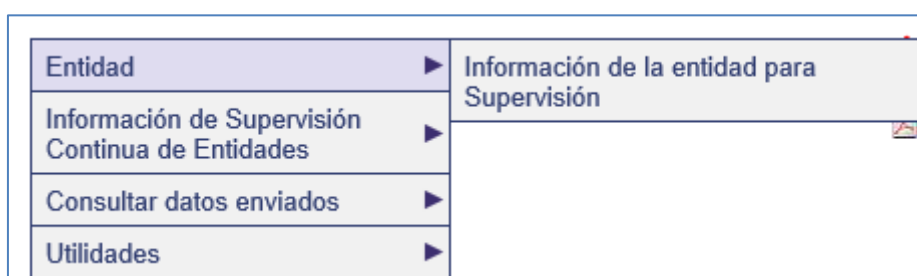 Entidad
Información de la entidad para
Supervisión
Información de Supervisión
Continua de Entidades
Consultar datos enviados
Utilidades